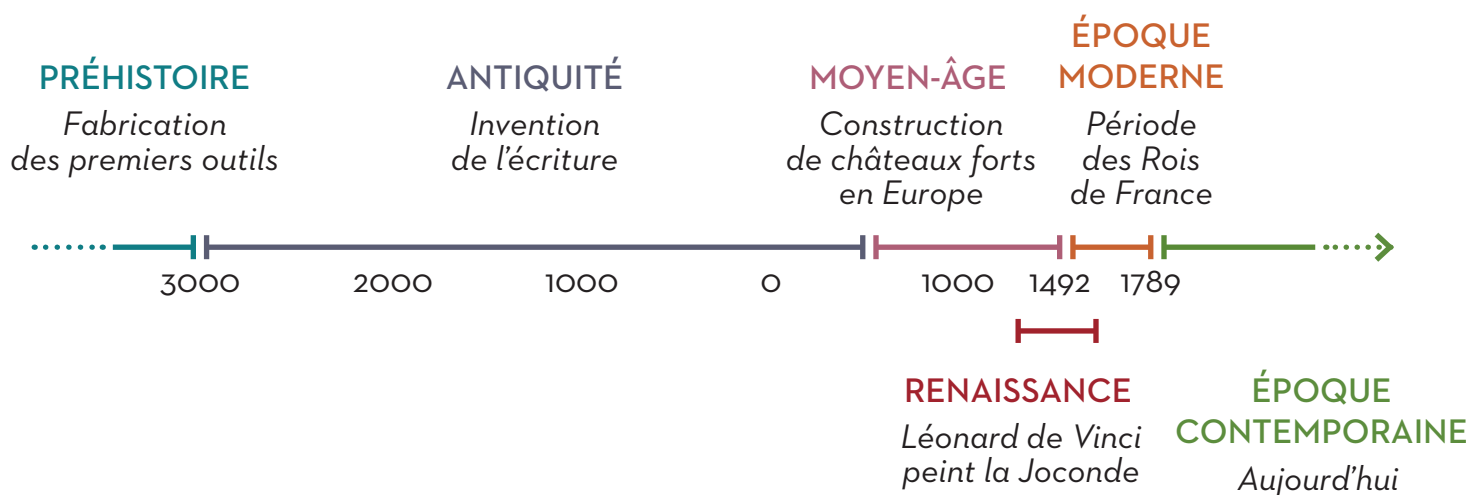 PRÉHISTOIRE
Fabrication
des premiers outils
ANTIQUITÉ
Invention
de l'écriture
MOYEN-ÂGE
Construction
de châteaux forts
en Europe
ÉPOQUE
MODERNE
Période
des Rois
de France
3000 2000 1000 0 1000 1492 1789
RENAISSANCE
Léonard de Vinci
peint la Joconde
ÉPOQUE
CONTEMPORAINE
Aujourd'hui